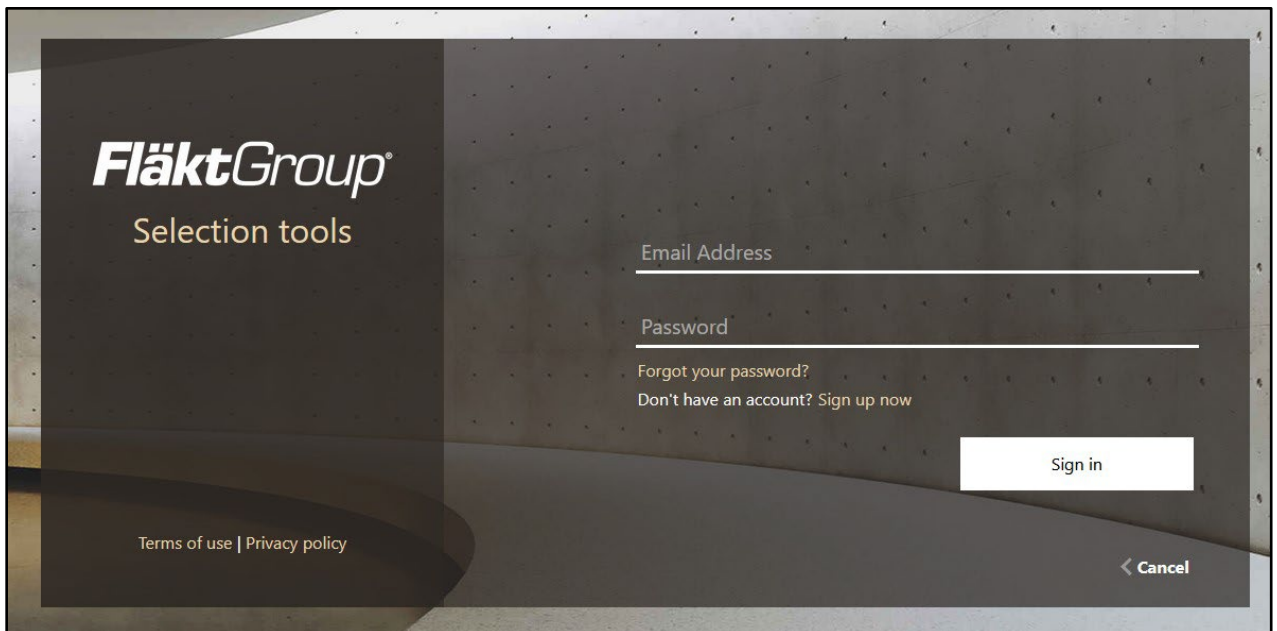 FläktGroup®
Selection tools
Email Address
Password
Forgot your password?
Don't have an account? Sign up now
Sign in
Terms of use | Privacy policy
Cancel